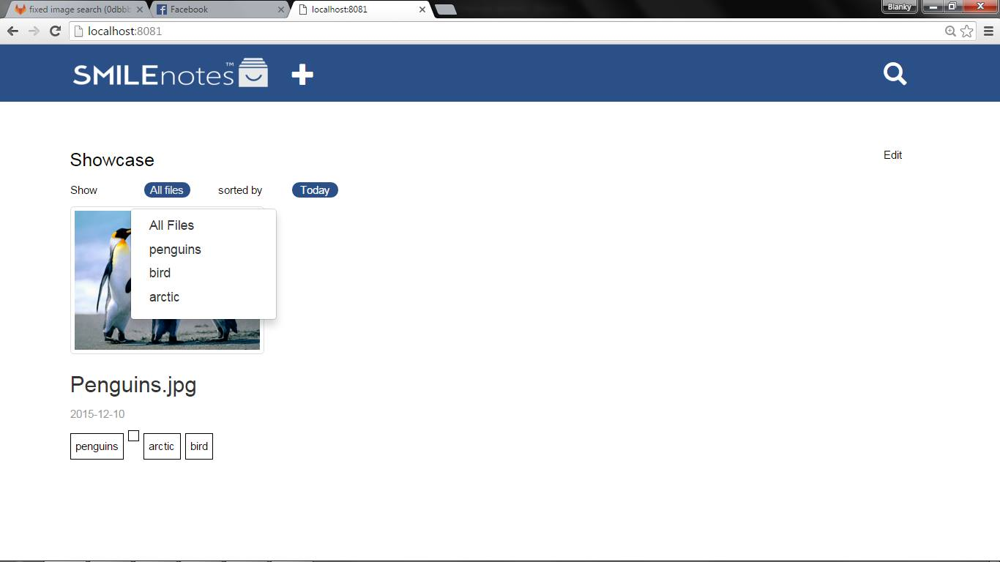 fixed image search (0dbbb
Facebook
localhost:8081
Blanky
localhost:8081
SMILEnotes™
Showcase
Edit
Show All files sorted by Today
All Files
penguins
bird
arctic
Penguins.jpg
2015-12-10
penguins arctic bird